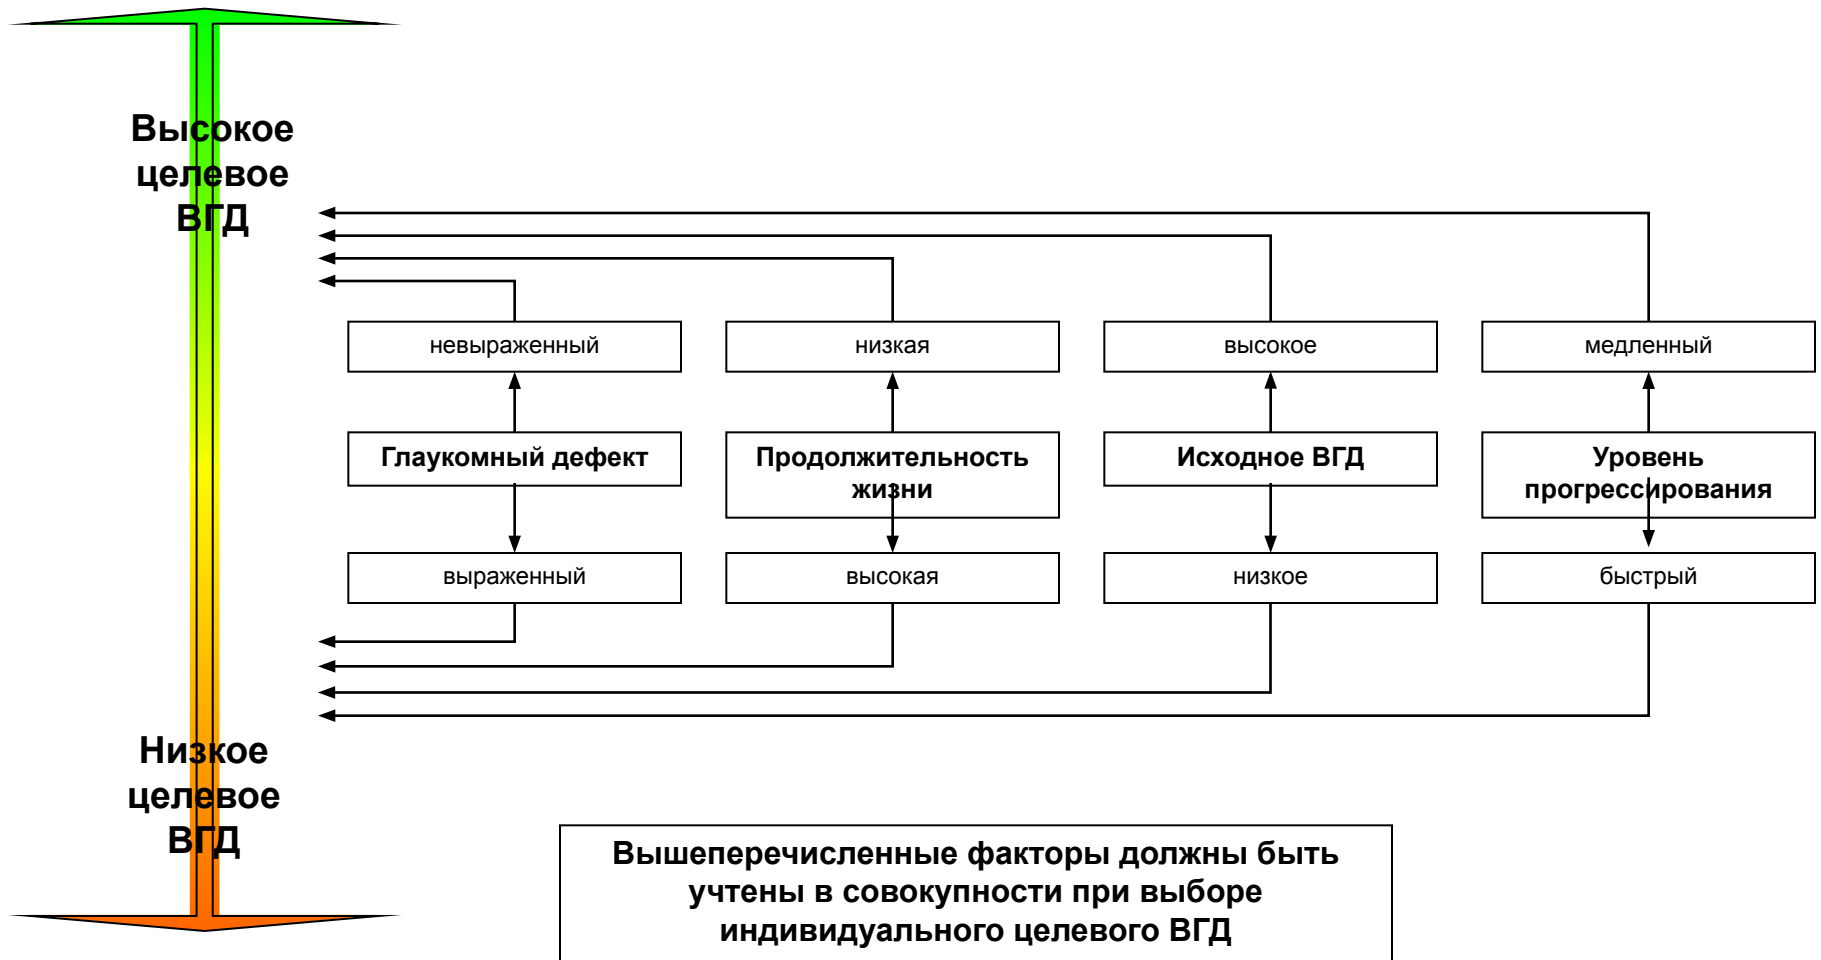 Высокое
целевое
ВГД
невыраженный
низкая
высокое
медленный
Глаукомный дефект
Продолжительность
жизни
Исходное ВГД
Уровень
прогрессирования
выраженный
высокая
низкое
быстрый
Низкое
целевое
ВГД
Вышеперечисленные факторы должны быть
учтены в совокупности при выборе
индивидуального целевого ВГД